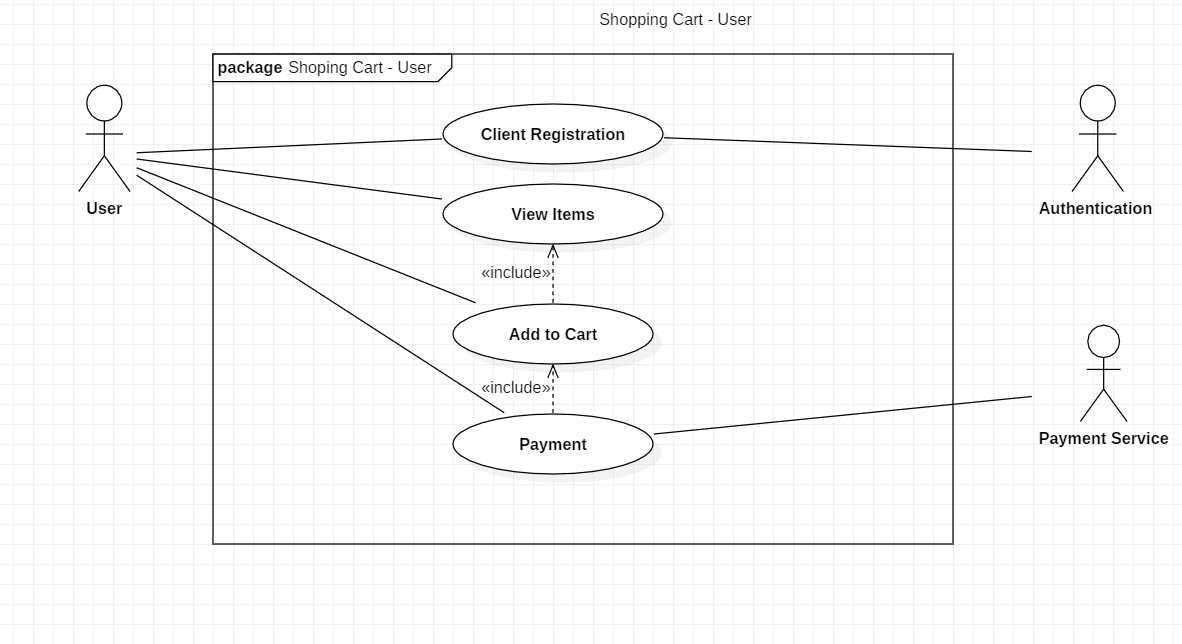 Shopping Cart - User
package Shoping Cart - User
Client Registration
User
Authentication
View Items
«include»
Add to Cart
«include»
Payment
Payment Service